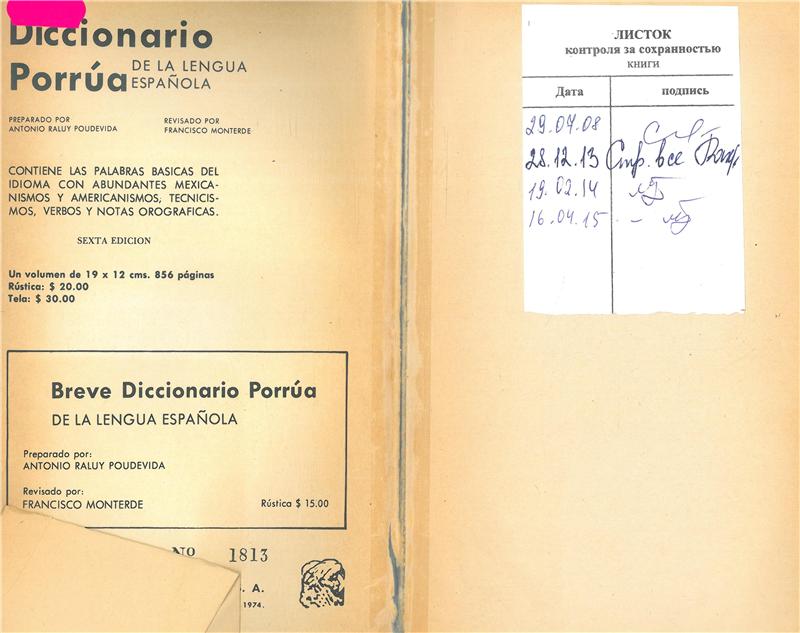 Diccionario
Porrúa DE LA LENGUA
ESPAÑOLA
PREPARADO POR
ANTONIO RALUY POUDEVIDA
REVISADO POR
FRANCISCO MONTERDE
CONTIENE LAS PALABRAS BASICAS DEL
IDIOMA CON ABUNDANTES MEXICA-
NISMOS Y AMERICANISMOS, TECNICIS-
MOS, VERBOS Y NOTAS OROGRAFICAS.
SEXTA EDICION
Un volumen de 19 x 12 cms. 856 páginas
Rústica: $ 20.00
Tela: $ 30.00
Breve Diccionario Porrúa
DE LA LENGUA ESPAÑOLA
Preparado por:
ANTONIO RALUY POUDEVIDA
Revisado por:
FRANCISCO MONTERDE
Rústica $ 15.00
Nº 1813
A.
1974.
ЛИСТОК
контроля за сохранностью
книги
Дата подпись
29.07.08
28.12.13 Стр. все
19.02.14
16.04.15